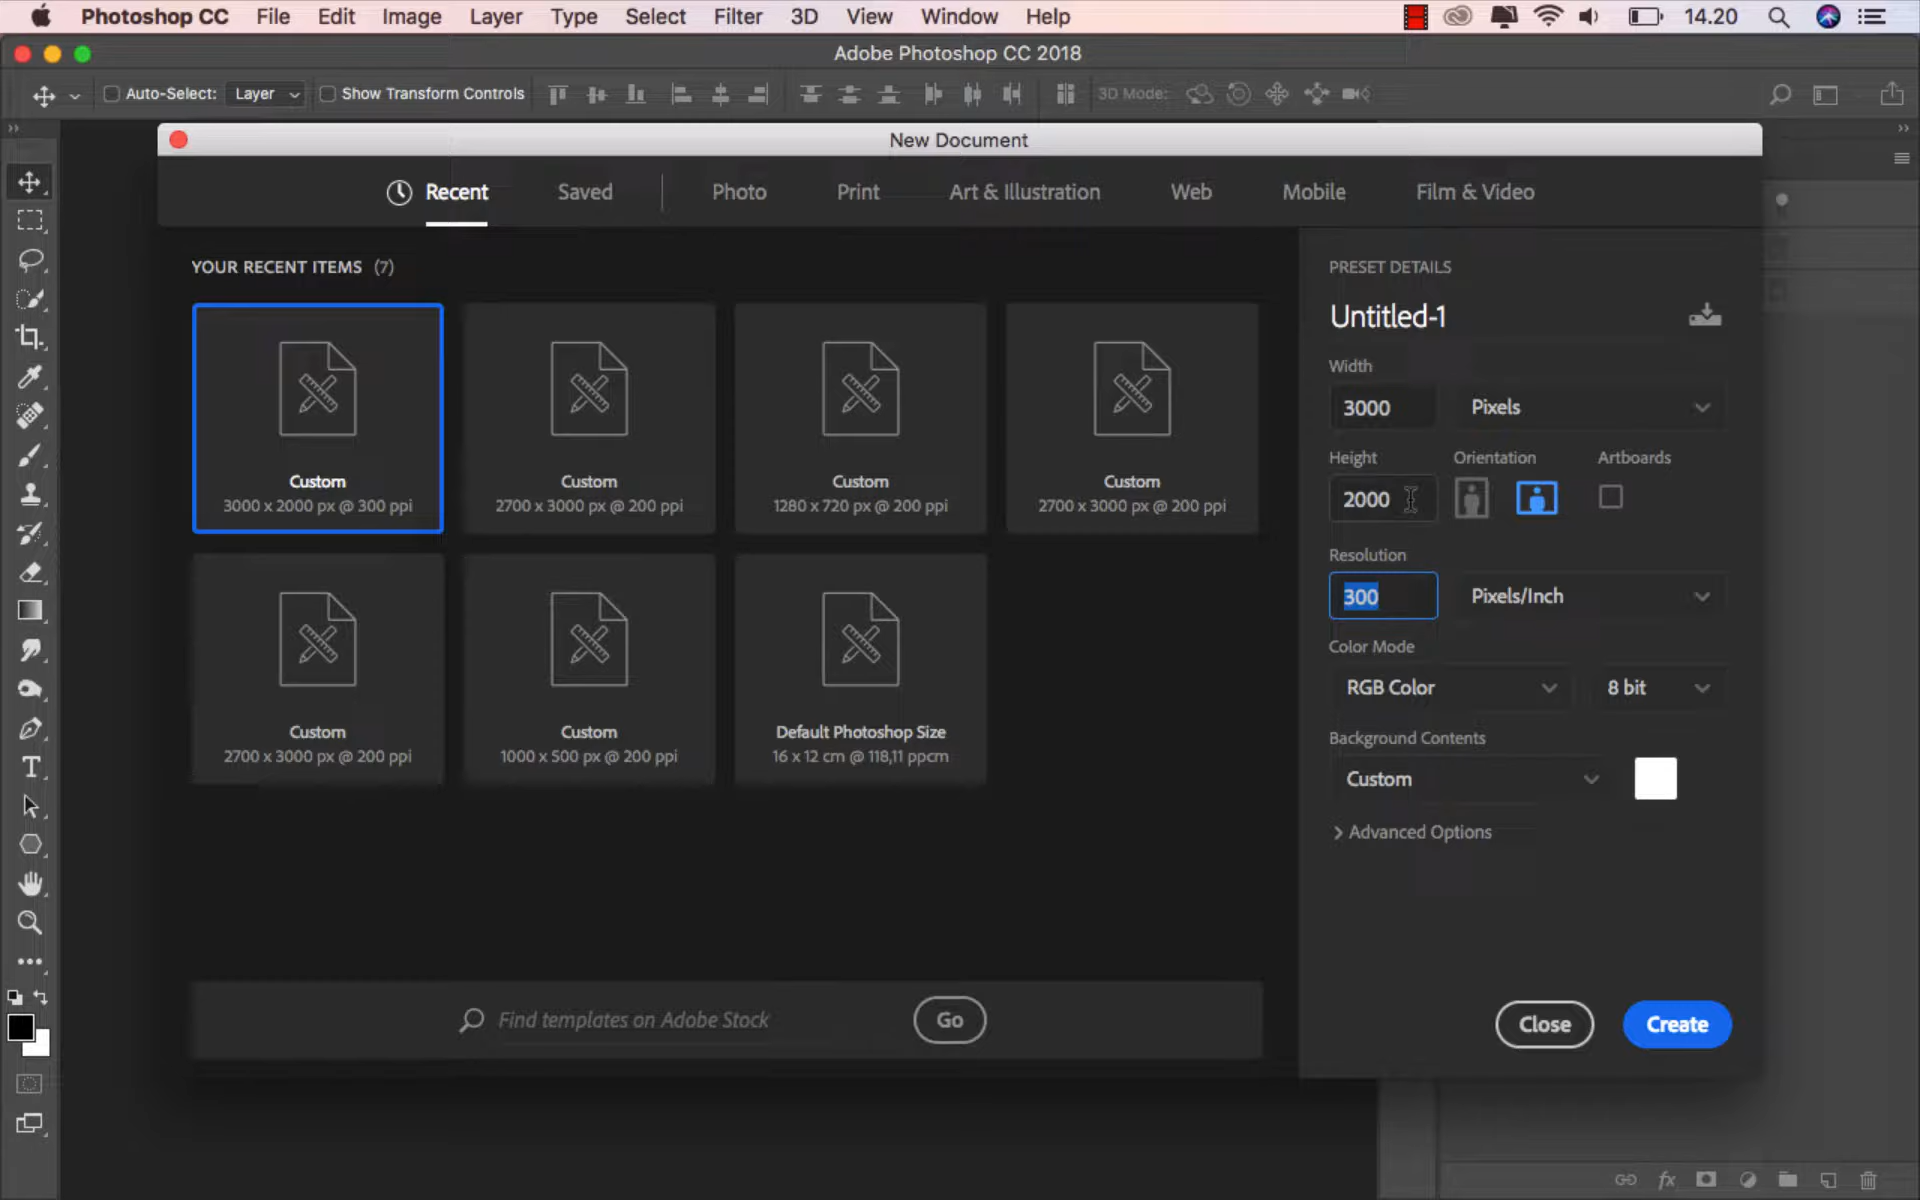 Photoshop CC File Edit Image Layer Type Select Filter 3D View Window Help 14.20
Adobe Photoshop CC 2018
Auto-Select: Layer Show Transform Controls 3D Mode:
New Document
Recent Saved Photo Print Art & Illustration Web Mobile Film & Video
YOUR RECENT ITEMS (7)
Custom
3000 x 2000 px @ 300 ppi
Custom
2700 x 3000 px @ 200 ppi
Custom
1280 x 720 px @ 200 ppi
Custom
2700 x 3000 px @ 200 ppi
Custom
2700 x 3000 px @ 200 ppi
Custom
1000 x 500 px @ 200 ppi
Default Photoshop Size
16 x 12 cm @ 118,11 ppcm
Find templates on Adobe Stock Go
PRESET DETAILS
Untitled-1
Width
3000 Pixels
Height Orientation Artboards
2000
Resolution
300 Pixels/Inch
Color Mode
RGB Color 8 bit
Background Contents
Custom
Advanced Options
Close Create
fx